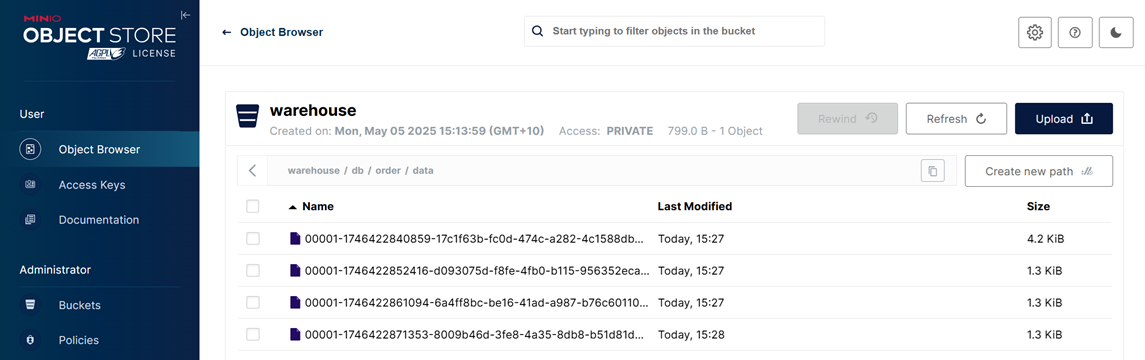 MINIO
OBJECT STORE
AGPLv3 LICENSE
User
Object Browser
Access Keys
Documentation
Administrator
Buckets
Policies
← Object Browser
Start typing to filter objects in the bucket
warehouse
Created on: Mon, May 05 2025 15:13:59 (GMT+10) Access: PRIVATE 799.0 B - 1 Object
Rewind
Refresh
Upload
warehouse / db / order / data
Create new path
Name Last Modified Size
00001-1746422840859-17c1f63b-fc0d-474c-a282-4c1588db... Today, 15:27 4.2 KiB
00001-1746422852416-d093075d-f8fe-4fb0-b115-956352eca... Today, 15:27 1.3 KiB
00001-1746422861094-6a4ff8bc-be16-41ad-a987-b76c60110... Today, 15:27 1.3 KiB
00001-1746422871353-8009b46d-3fe8-4a35-8db8-b51d81d... Today, 15:28 1.3 KiB